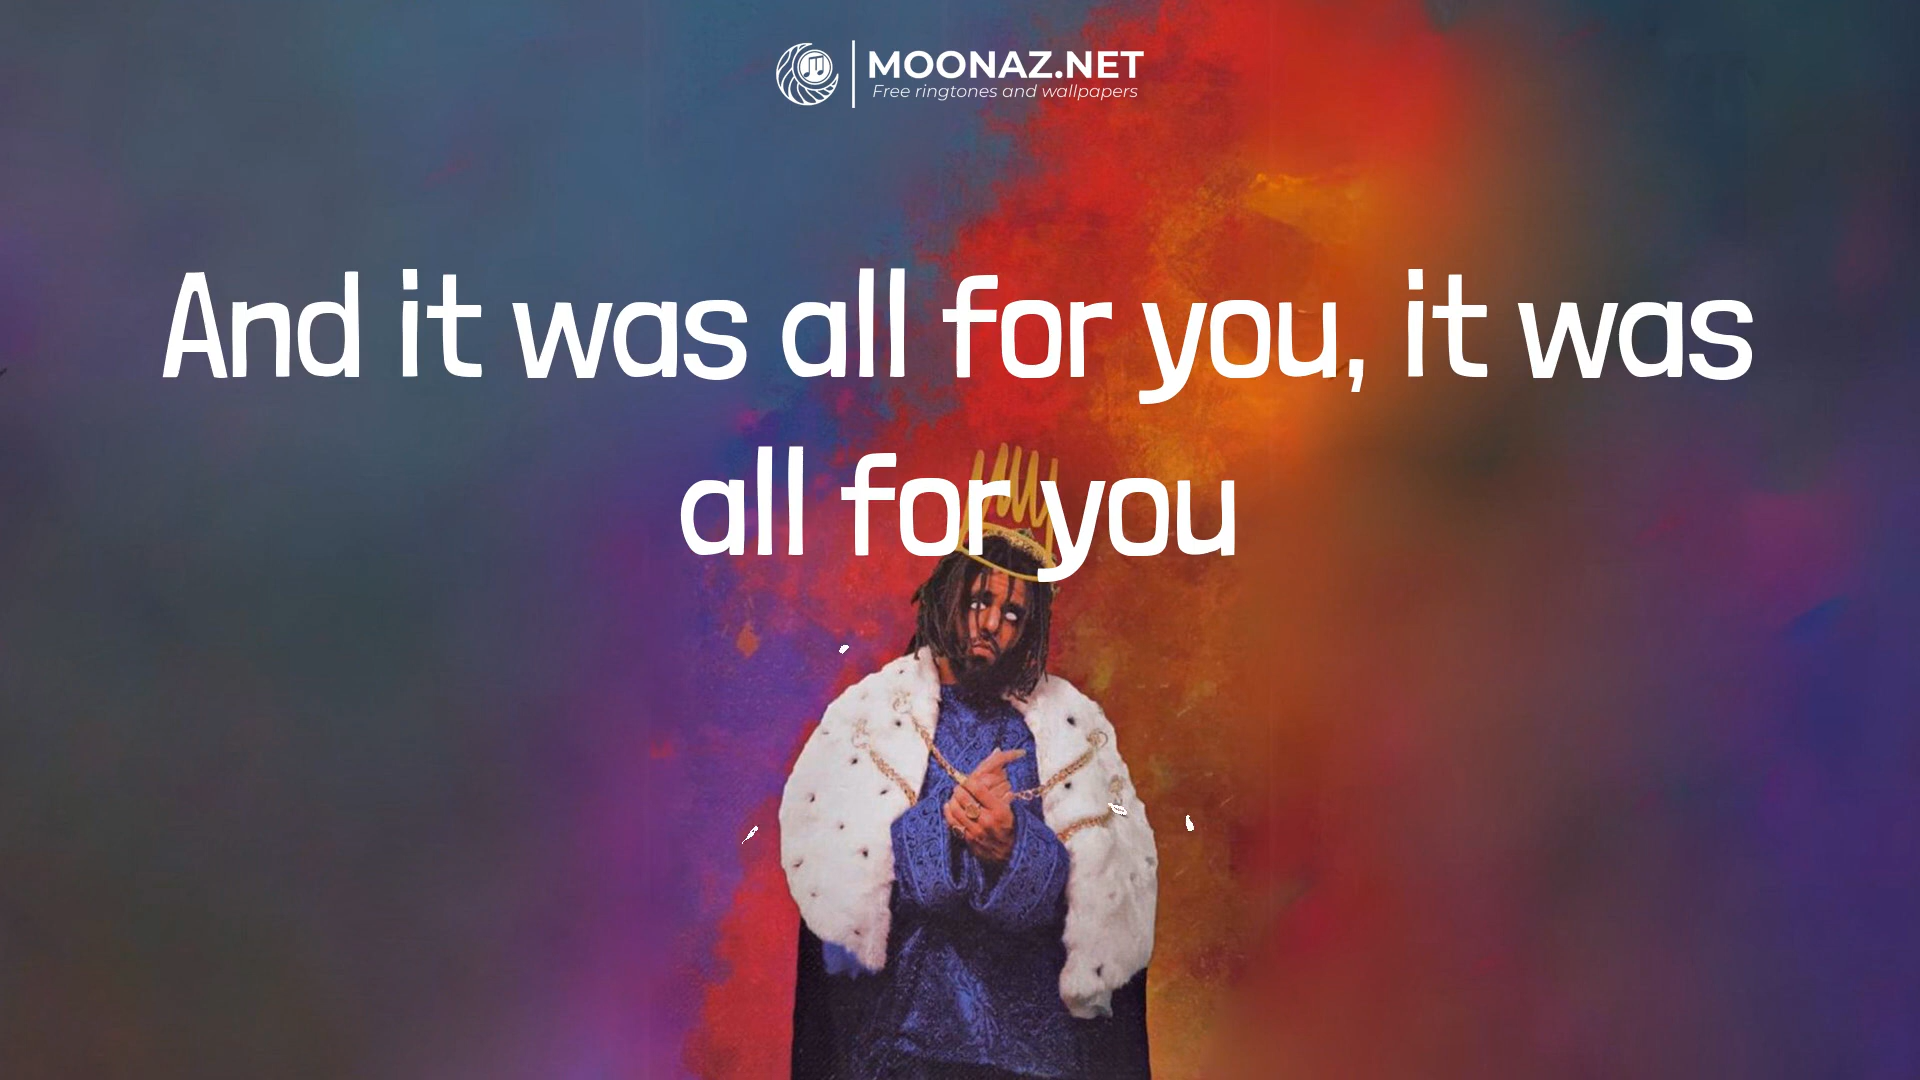 MOONAZ.NET
Free ringtones and wallpapers
And it was all for you, it was
all for you